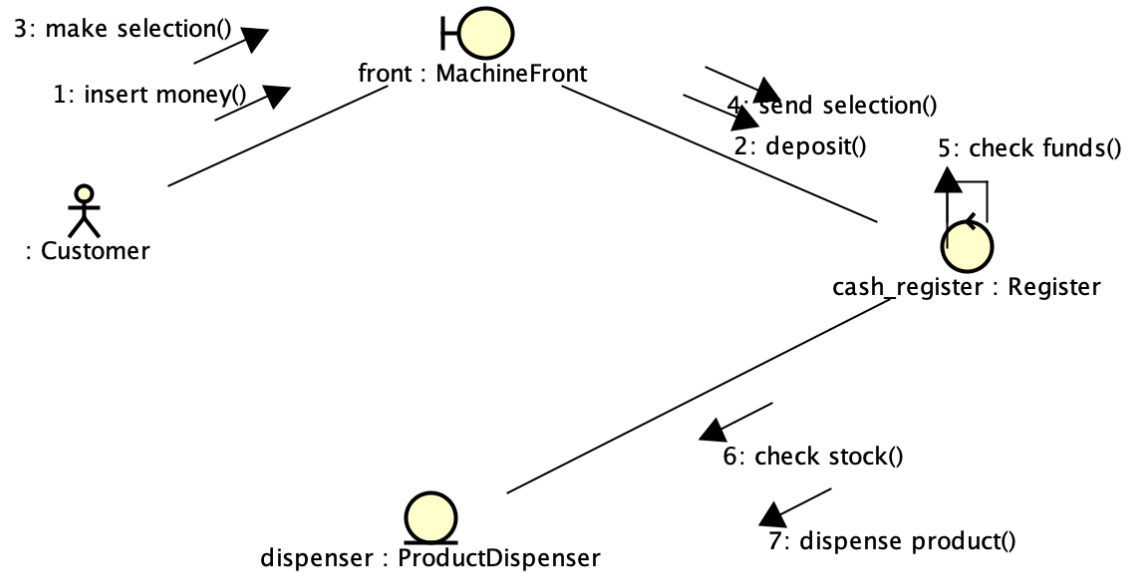 3: make selection()
front : MachineFront
1: insert money()
4: send selection()
2: deposit()
5: check funds()
: Customer
cash_register : Register
6: check stock()
7: dispense product()
dispenser : ProductDispenser